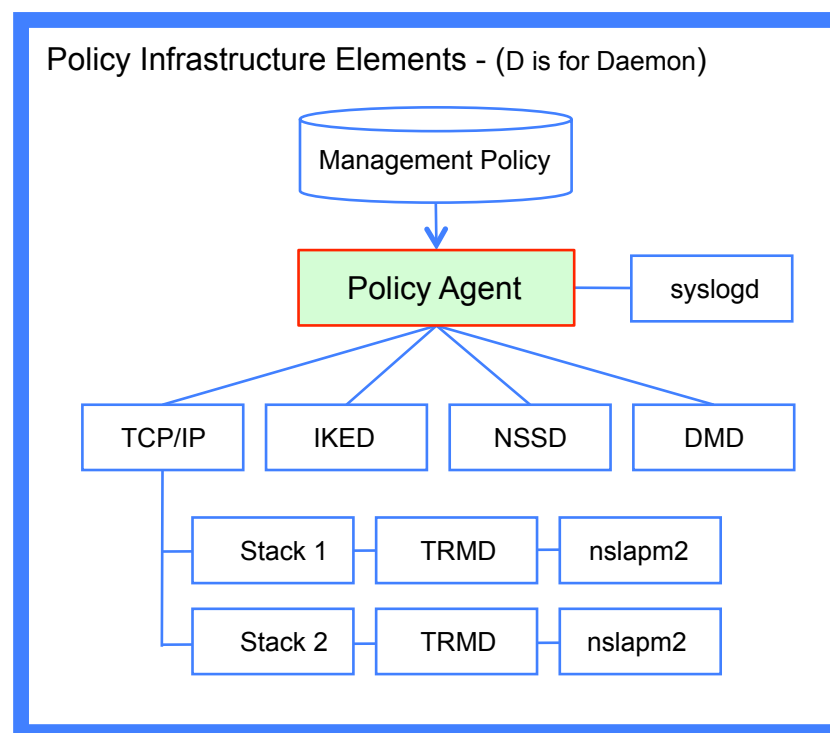 Policy Infrastructure Elements - (D is for Daemon)
Management Policy
Policy Agent
syslogd
TCP/IP
IKED
NSSD
DMD
Stack 1
TRMD
nslapm2
Stack 2
TRMD
nslapm2